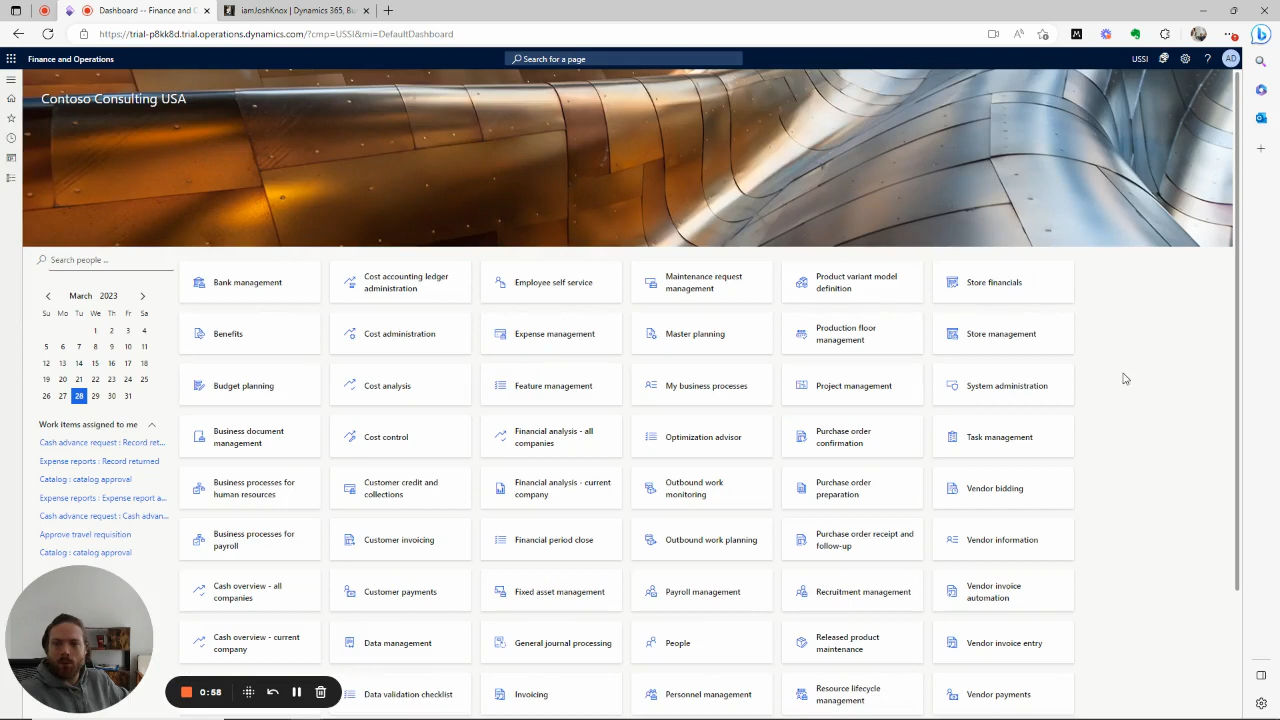 Dashboard -- Finance and O
iamJoshKnox | Dynamics 365, Bu
https://trial-p8kk8d.trial.operations.dynamics.com/?cmp=USSI&mi=DefaultDashboard
Finance and Operations
Search for a page
USSI
AD
Contoso Consulting USA
Search people ...
March 2023
Su Mo Tu We Th Fr Sa
1 2 3 4
5 6 7 8 9 10 11
12 13 14 15 16 17 18
19 20 21 22 23 24 25
26 27 28 29 30 31
Work items assigned to me
Cash advance request : Record ret...
Expense reports : Record returned
Catalog : catalog approval
Expense reports : Expense report a...
Cash advance request : Cash advan...
Approve travel requisition
Catalog : catalog approval
Bank management
Benefits
Budget planning
Business document
management
Business processes for
human resources
Business processes for
payroll
Cash overview - all
companies
Cash overview - current
company
Cost accounting ledger
administration
Cost administration
Cost analysis
Cost control
Customer credit and
collections
Customer invoicing
Customer payments
Data management
Data validation checklist
Employee self service
Expense management
Feature management
Financial analysis - all
companies
Financial analysis - current
company
Financial period close
Fixed asset management
General journal processing
Invoicing
Maintenance request
management
Master planning
My business processes
Optimization advisor
Outbound work
monitoring
Outbound work planning
Payroll management
People
Personnel management
Product variant model
definition
Production floor
management
Project management
Purchase order
confirmation
Purchase order
preparation
Purchase order receipt and
follow-up
Recruitment management
Released product
maintenance
Resource lifecycle
management
Store financials
Store management
System administration
Task management
Vendor bidding
Vendor information
Vendor invoice
automation
Vendor invoice entry
Vendor payments
0:58